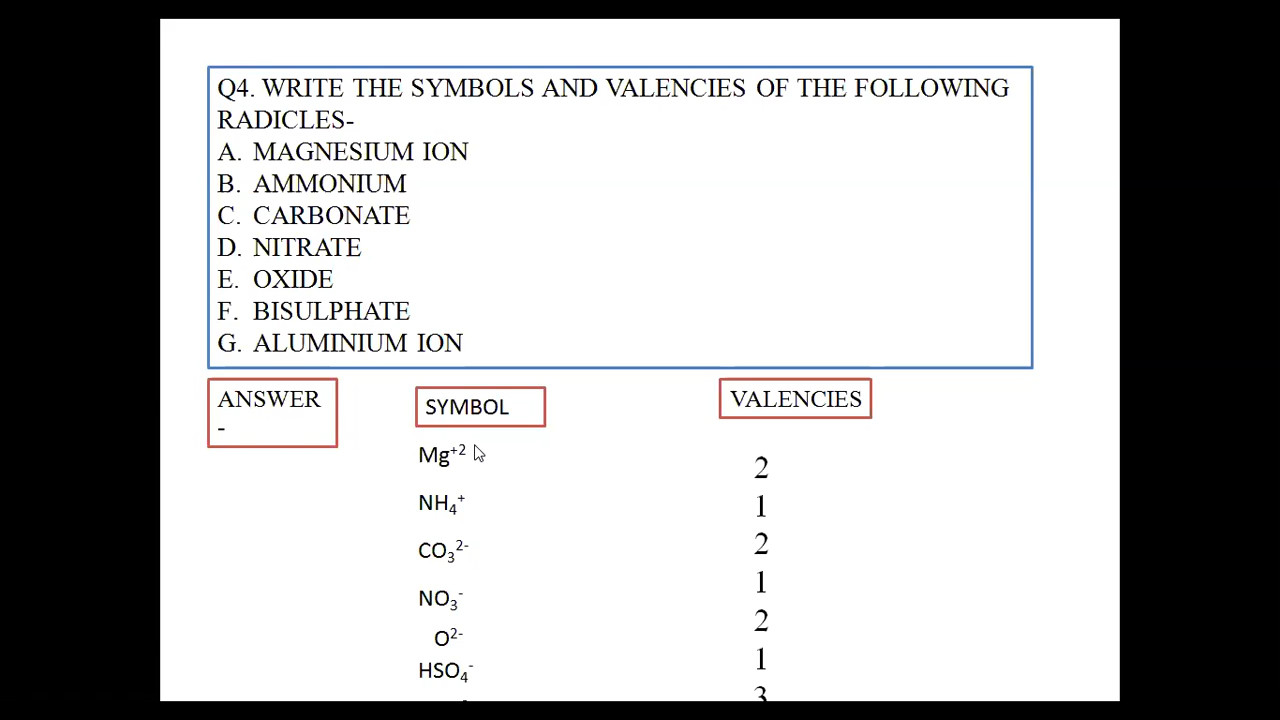 Q4. WRITE THE SYMBOLS AND VALENCIES OF THE FOLLOWING
RADICLES-
A. MAGNESIUM ION
B. AMMONIUM
C. CARBONATE
D. NITRATE
E. OXIDE
F. BISULPHATE
G. ALUMINIUM ION
ANSWER
-
SYMBOL
VALENCIES
Mg⁺²
2
NH₄⁺
1
CO₃²⁻
2
NO₃⁻
1
O²⁻
2
HSO₄⁻
1
3